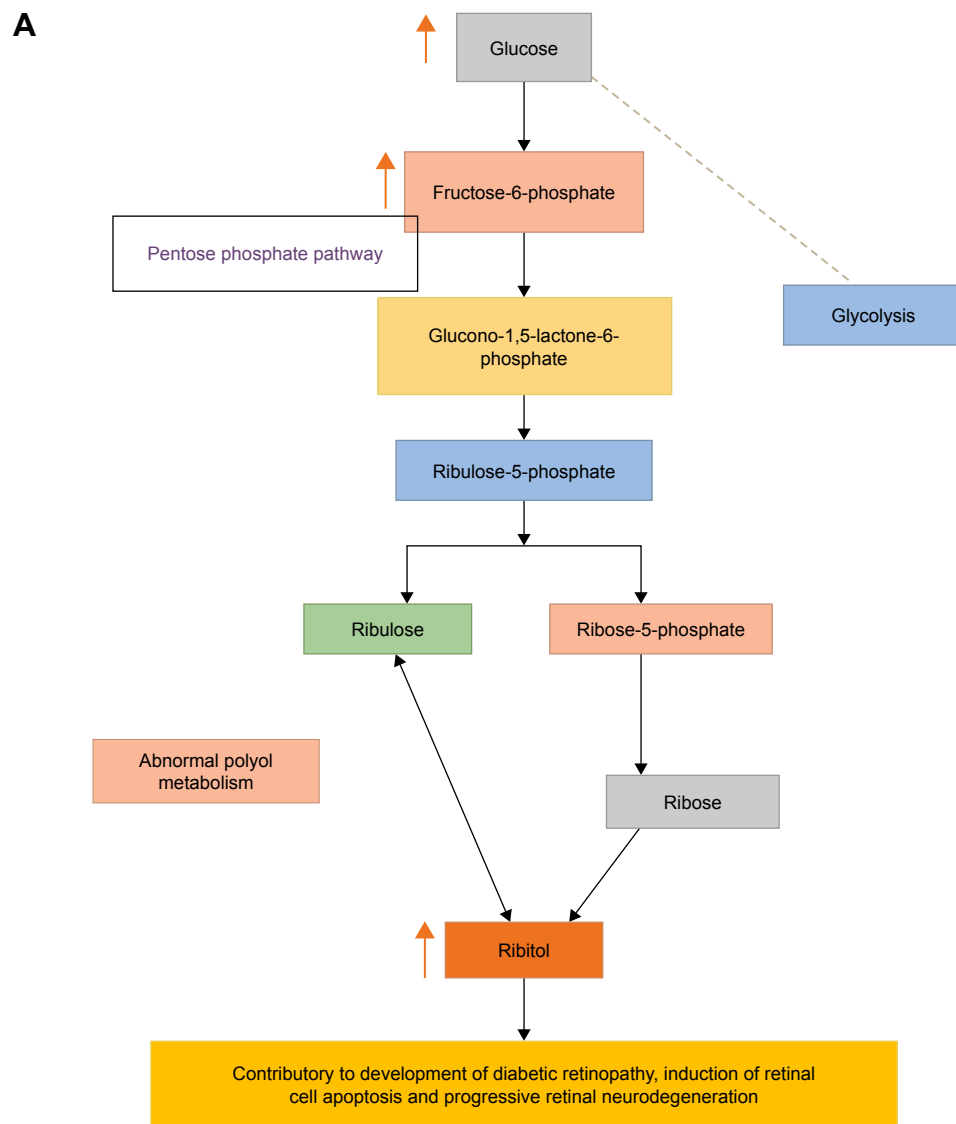 A
Glucose
Fructose-6-phosphate
Pentose phosphate pathway
Glycolysis
Glucono-1,5-lactone-6-
phosphate
Ribulose-5-phosphate
Ribulose
Ribose-5-phosphate
Abnormal polyol
metabolism
Ribose
Ribitol
Contributory to development of diabetic retinopathy, induction of retinal
cell apoptosis and progressive retinal neurodegeneration